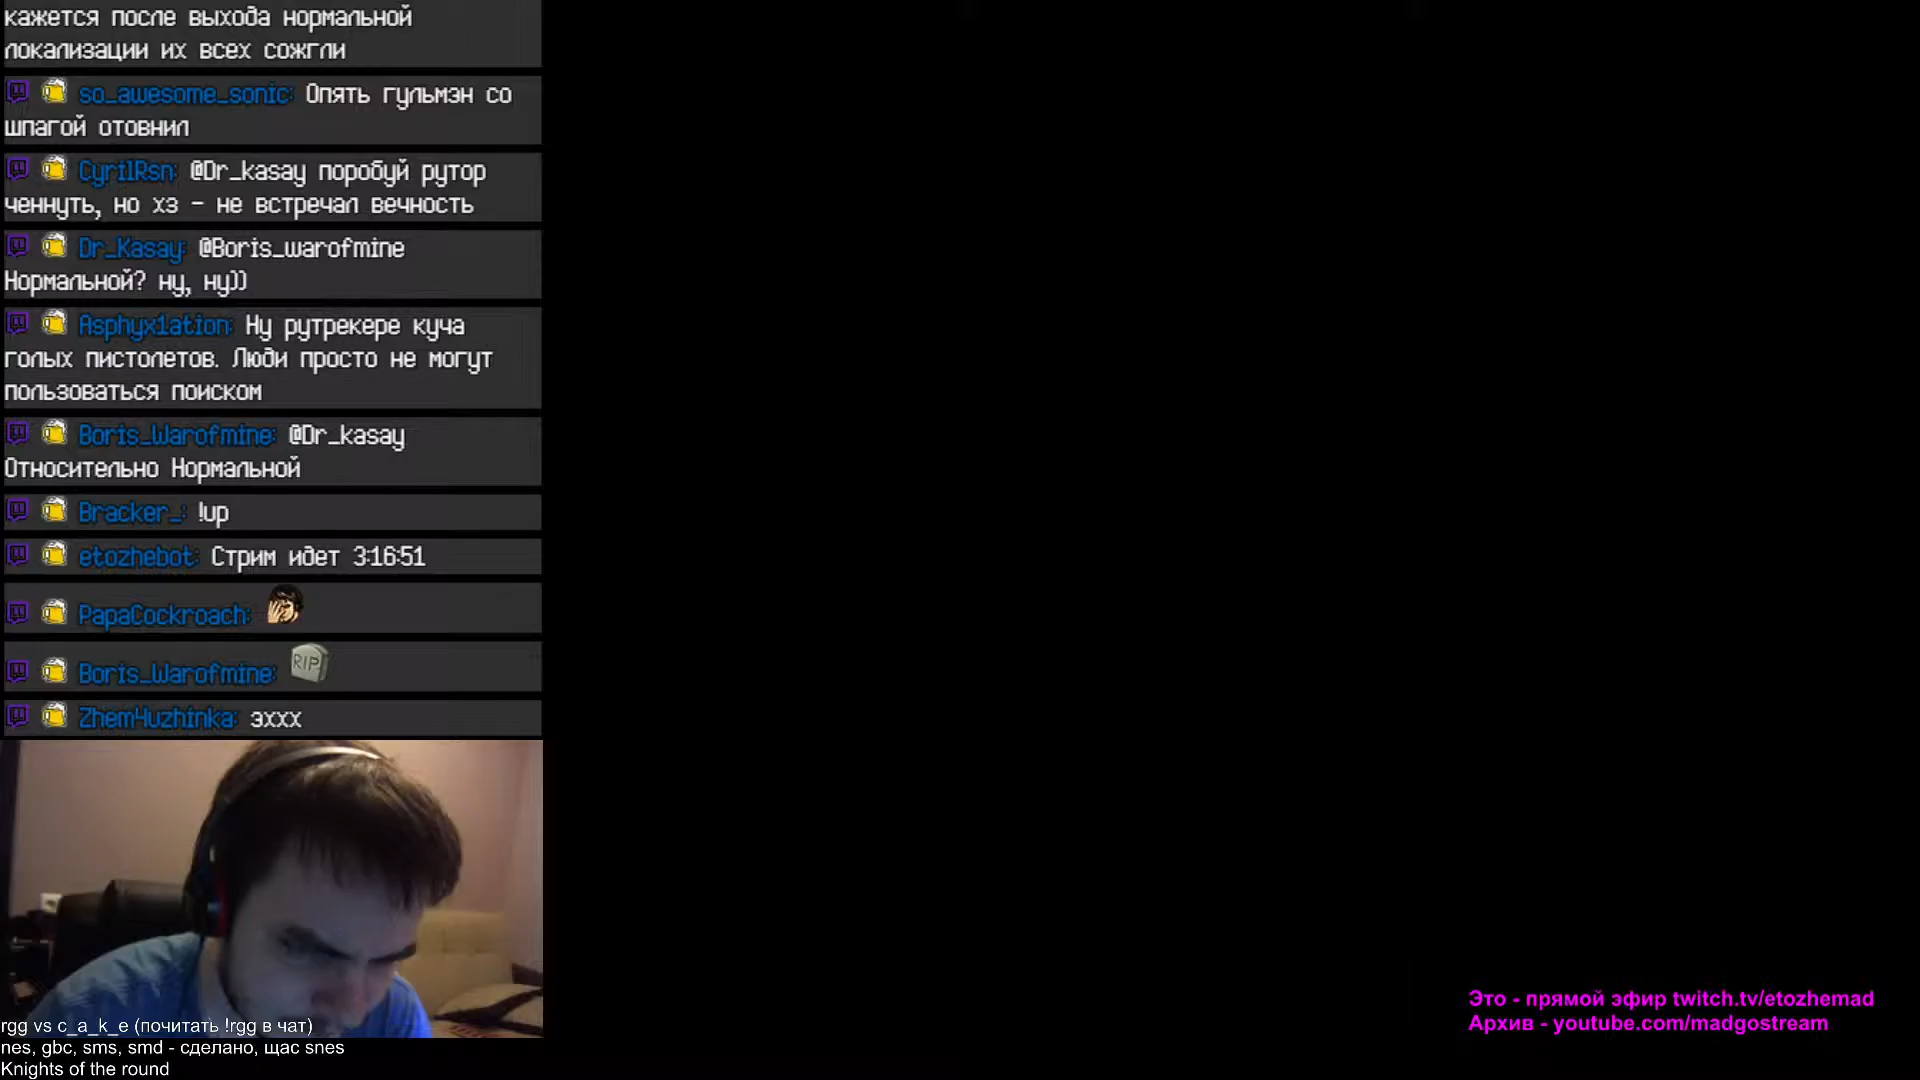 кажется после выхода нормальной
локализации их всех сожгли
so_awesome_sonic: Опять гульмэн со
шпагой отовнил
CyrilRsn: @Dr_kasay поробуй рутор
ченнуть, но хз - не встречал вечность
Dr_Kasay: @Boris_warofmine
Нормальной? ну, ну))
Asphyx1ation: Ну рутрекере куча
голых пистолетов. Люди просто не могут
пользоваться поиском
Boris_Warofmine: @Dr_kasay
Относительно Нормальной
Bracker_: !up
etozhebot: Стрим идет 3:16:51
PapaCockroach:
Boris_Warofmine: RIP
Zhem4uzhinka: эххх
rgg vs c_a_k_e (почитать !rgg в чат)
nes, gbc, sms, smd - сделано, щас snes
Knights of the round
Это - прямой эфир twitch.tv/etozhemad
Архив - youtube.com/madgostream